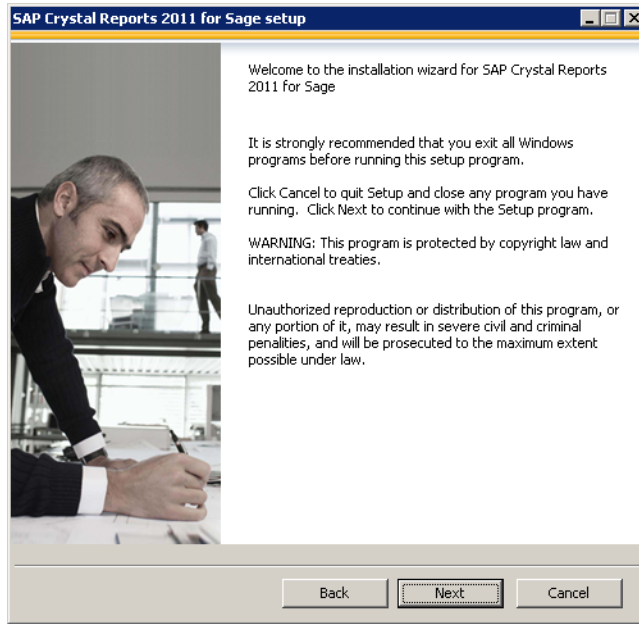 SAP Crystal Reports 2011 for Sage setup
Welcome to the installation wizard for SAP Crystal Reports
2011 for Sage
It is strongly recommended that you exit all Windows
programs before running this setup program.
Click Cancel to quit Setup and close any program you have
running.  Click Next to continue with the Setup program.
WARNING: This program is protected by copyright law and
international treaties.
Unauthorized reproduction or distribution of this program, or
any portion of it, may result in severe civil and criminal
penalities, and will be prosecuted to the maximum extent
possible under law.
Back
Next
Cancel